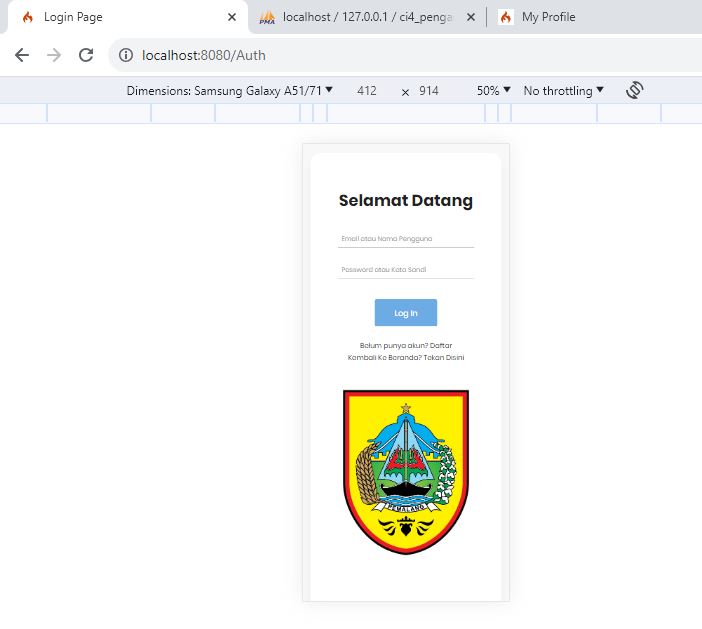 Login Page
localhost / 127.0.0.1 / ci4_penga
My Profile
localhost:8080/Auth
Dimensions: Samsung Galaxy A51/71
412 × 914
50%
No throttling
Selamat Datang
Email atau Nama Pengguna
Password atau Kata Sandi
Log In
Belum punya akun? Daftar
Kembali Ke Beranda? Tekan Disini
PEMALANG